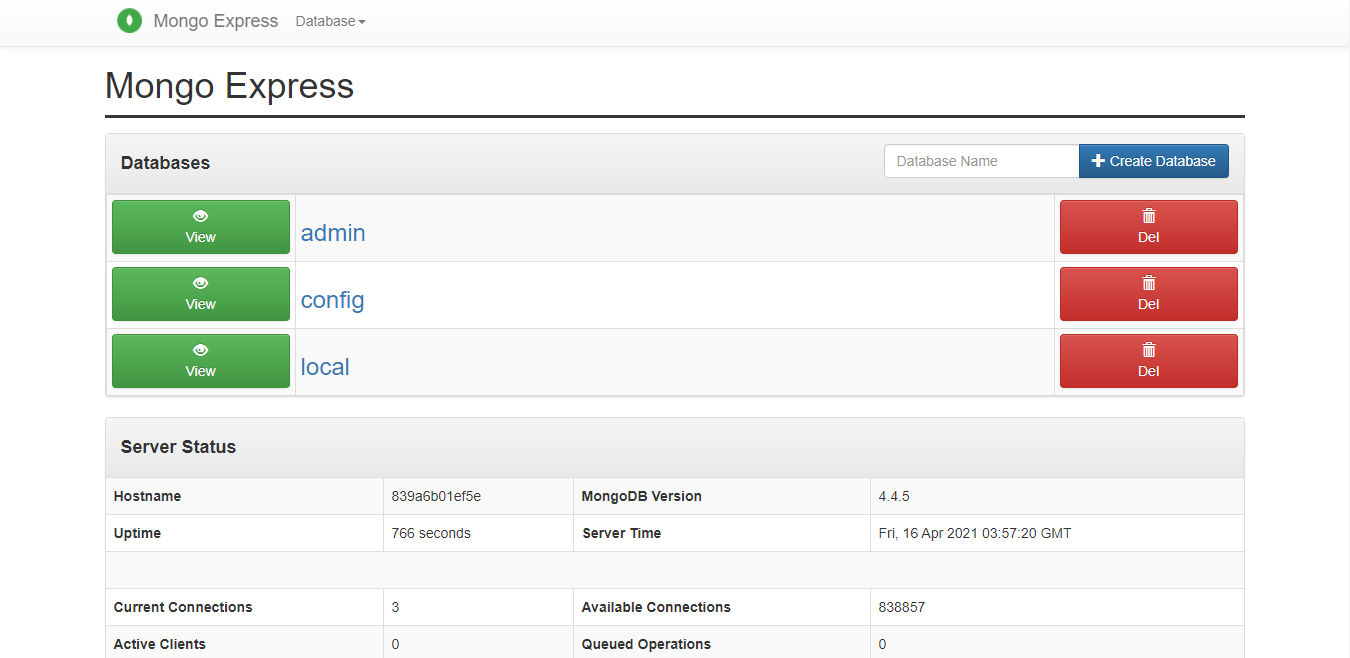 Mongo Express Database
Mongo Express
Databases
Database Name Create Database
View admin Del
View config Del
View local Del
Server Status
Hostname 839a6b01ef5e MongoDB Version 4.4.5
Uptime 766 seconds Server Time Fri, 16 Apr 2021 03:57:20 GMT
Current Connections 3 Available Connections 838857
Active Clients 0 Queued Operations 0